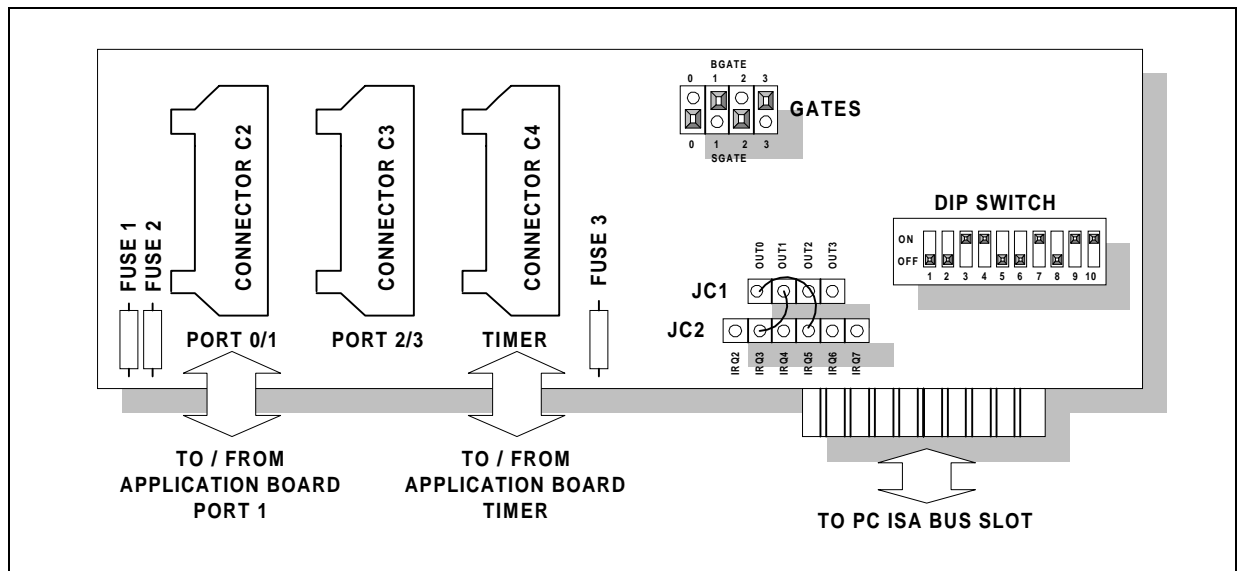 BGATE
0 1 2 3
GATES
0 1 2 3
SGATE
CONNECTOR C2
CONNECTOR C3
CONNECTOR C4
FUSE 1
FUSE 2
FUSE 3
DIP SWITCH
ON
OFF
1 2 3 4 5 6 7 8 9 10
OUT0
OUT1
OUT2
OUT3
JC1
JC2
IRQ2
IRQ3
IRQ4
IRQ5
IRQ6
IRQ7
PORT 0/1
PORT 2/3
TIMER
TO / FROM
APPLICATION BOARD
PORT 1
TO / FROM
APPLICATION BOARD
TIMER
TO PC ISA BUS SLOT